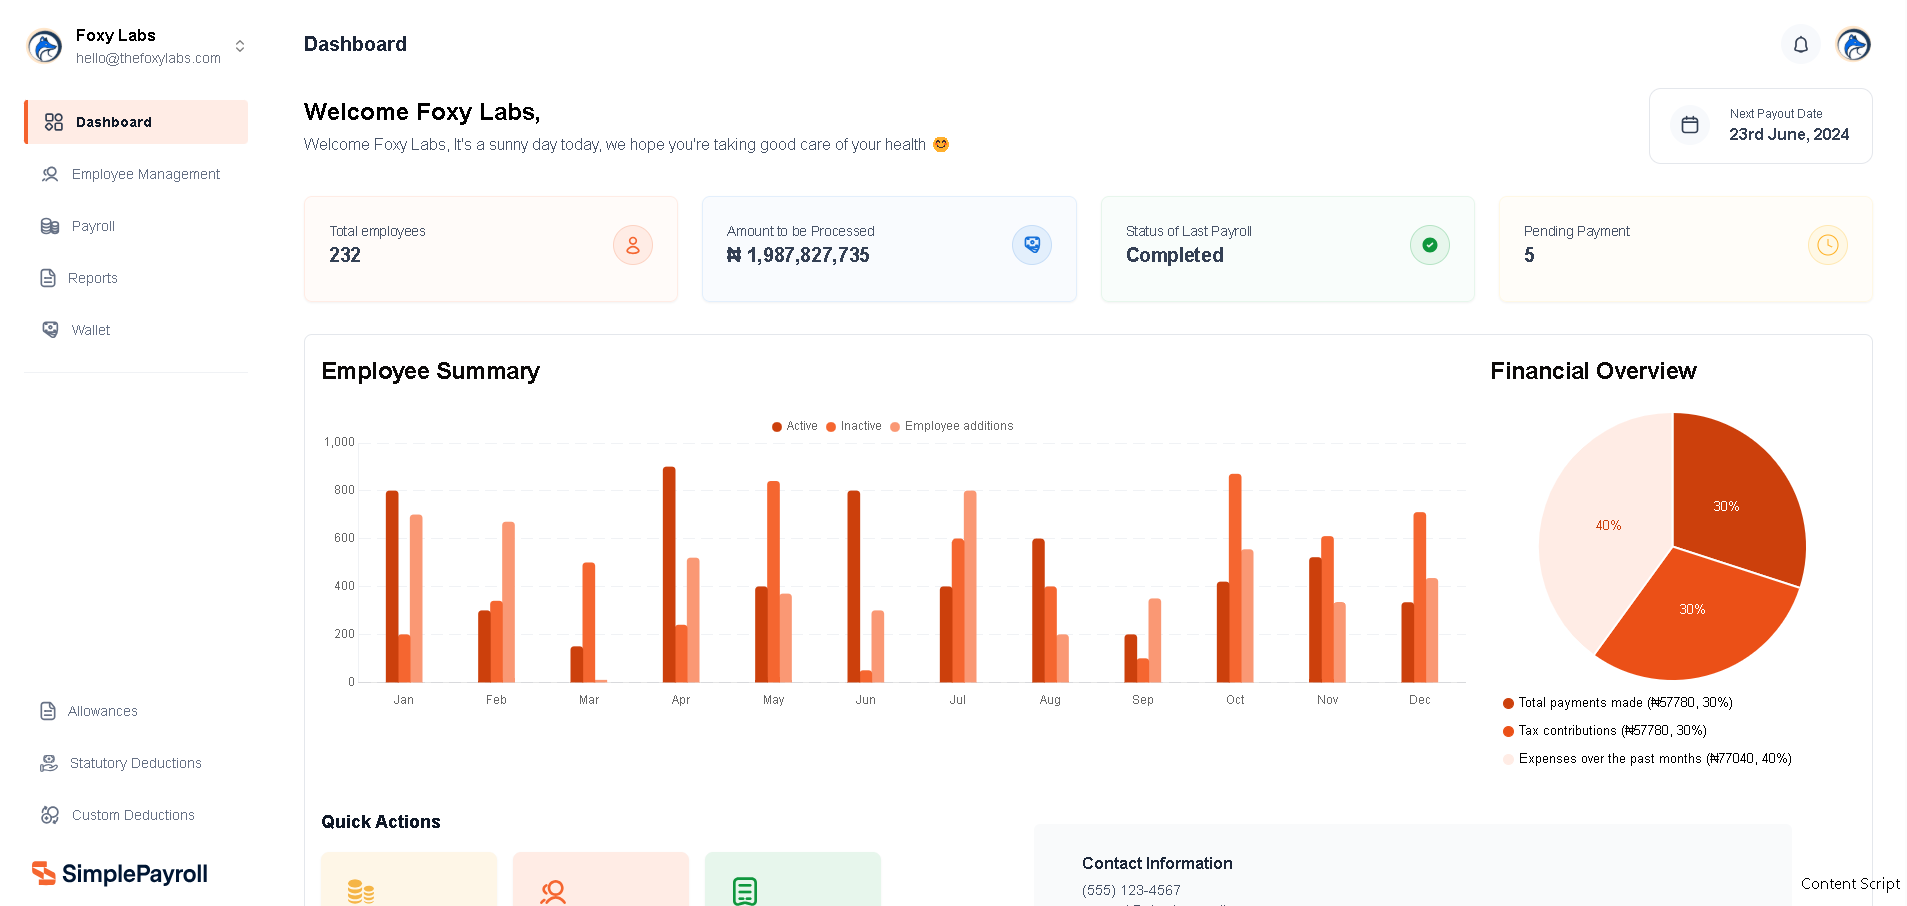 Foxy Labs
hello@thefoxylabs.com
Dashboard
Employee Management
Payroll
Reports
Wallet
Allowances
Statutory Deductions
Custom Deductions
SimplePayroll
Dashboard
Welcome Foxy Labs,
Welcome Foxy Labs, It's a sunny day today, we hope you're taking good care of your health 😊
Next Payout Date
23rd June, 2024
Total employees
232
Amount to be Processed
₦ 1,987,827,735
Status of Last Payroll
Completed
Pending Payment
5
Employee Summary
Active Inactive Employee additions
1,000
800
600
400
200
0
Jan Feb Mar Apr May Jun Jul Aug Sep Oct Nov Dec
Financial Overview
30%
40%
30%
Total payments made (₦57780, 30%)
Tax contributions (₦57780, 30%)
Expenses over the past months (₦77040, 40%)
Quick Actions
Contact Information
(555) 123-4567
Content Script